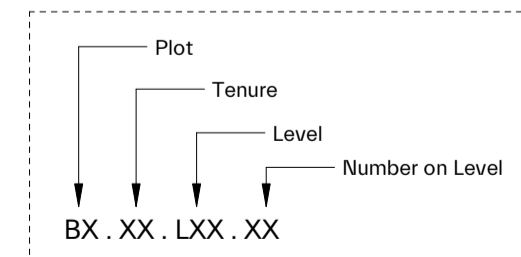 Plot
Tenure
Level
Number on Level
BX . XX . LXX . XX